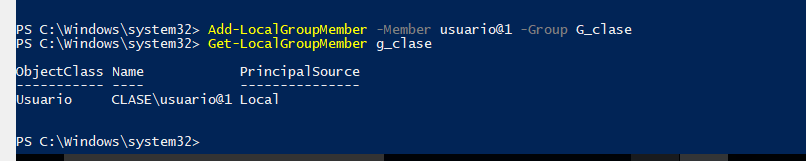 PS C:\Windows\system32> Add-LocalGroupMember -Member usuario@1 -Group G_clase
PS C:\Windows\system32> Get-LocalGroupMember g_clase
ObjectClass Name PrincipalSource
----------- ---- ---------------
Usuario CLASE\usuario@1 Local
PS C:\Windows\system32>